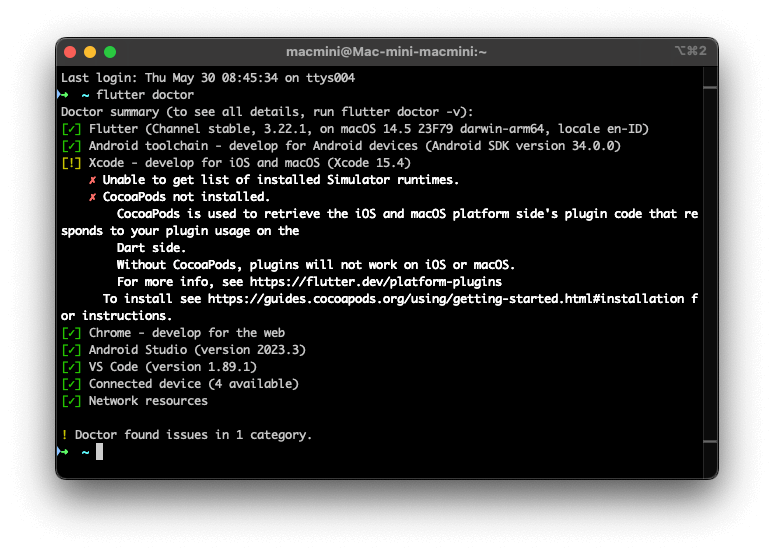 macmini@Mac-mini-macmini:~
⌥⌘2
Last login: Thu May 30 08:45:34 on ttys004
➜ ~ flutter doctor
Doctor summary (to see all details, run flutter doctor -v):
[✓] Flutter (Channel stable, 3.22.1, on macOS 14.5 23F79 darwin-arm64, locale en-ID)
[✓] Android toolchain - develop for Android devices (Android SDK version 34.0.0)
[!] Xcode - develop for iOS and macOS (Xcode 15.4)
✗ Unable to get list of installed Simulator runtimes.
✗ CocoaPods not installed.
CocoaPods is used to retrieve the iOS and macOS platform side's plugin code that re
sponds to your plugin usage on the
Dart side.
Without CocoaPods, plugins will not work on iOS or macOS.
For more info, see https://flutter.dev/platform-plugins
To install see https://guides.cocoapods.org/using/getting-started.html#installation f
or instructions.
[✓] Chrome - develop for the web
[✓] Android Studio (version 2023.3)
[✓] VS Code (version 1.89.1)
[✓] Connected device (4 available)
[✓] Network resources
! Doctor found issues in 1 category.
➜ ~